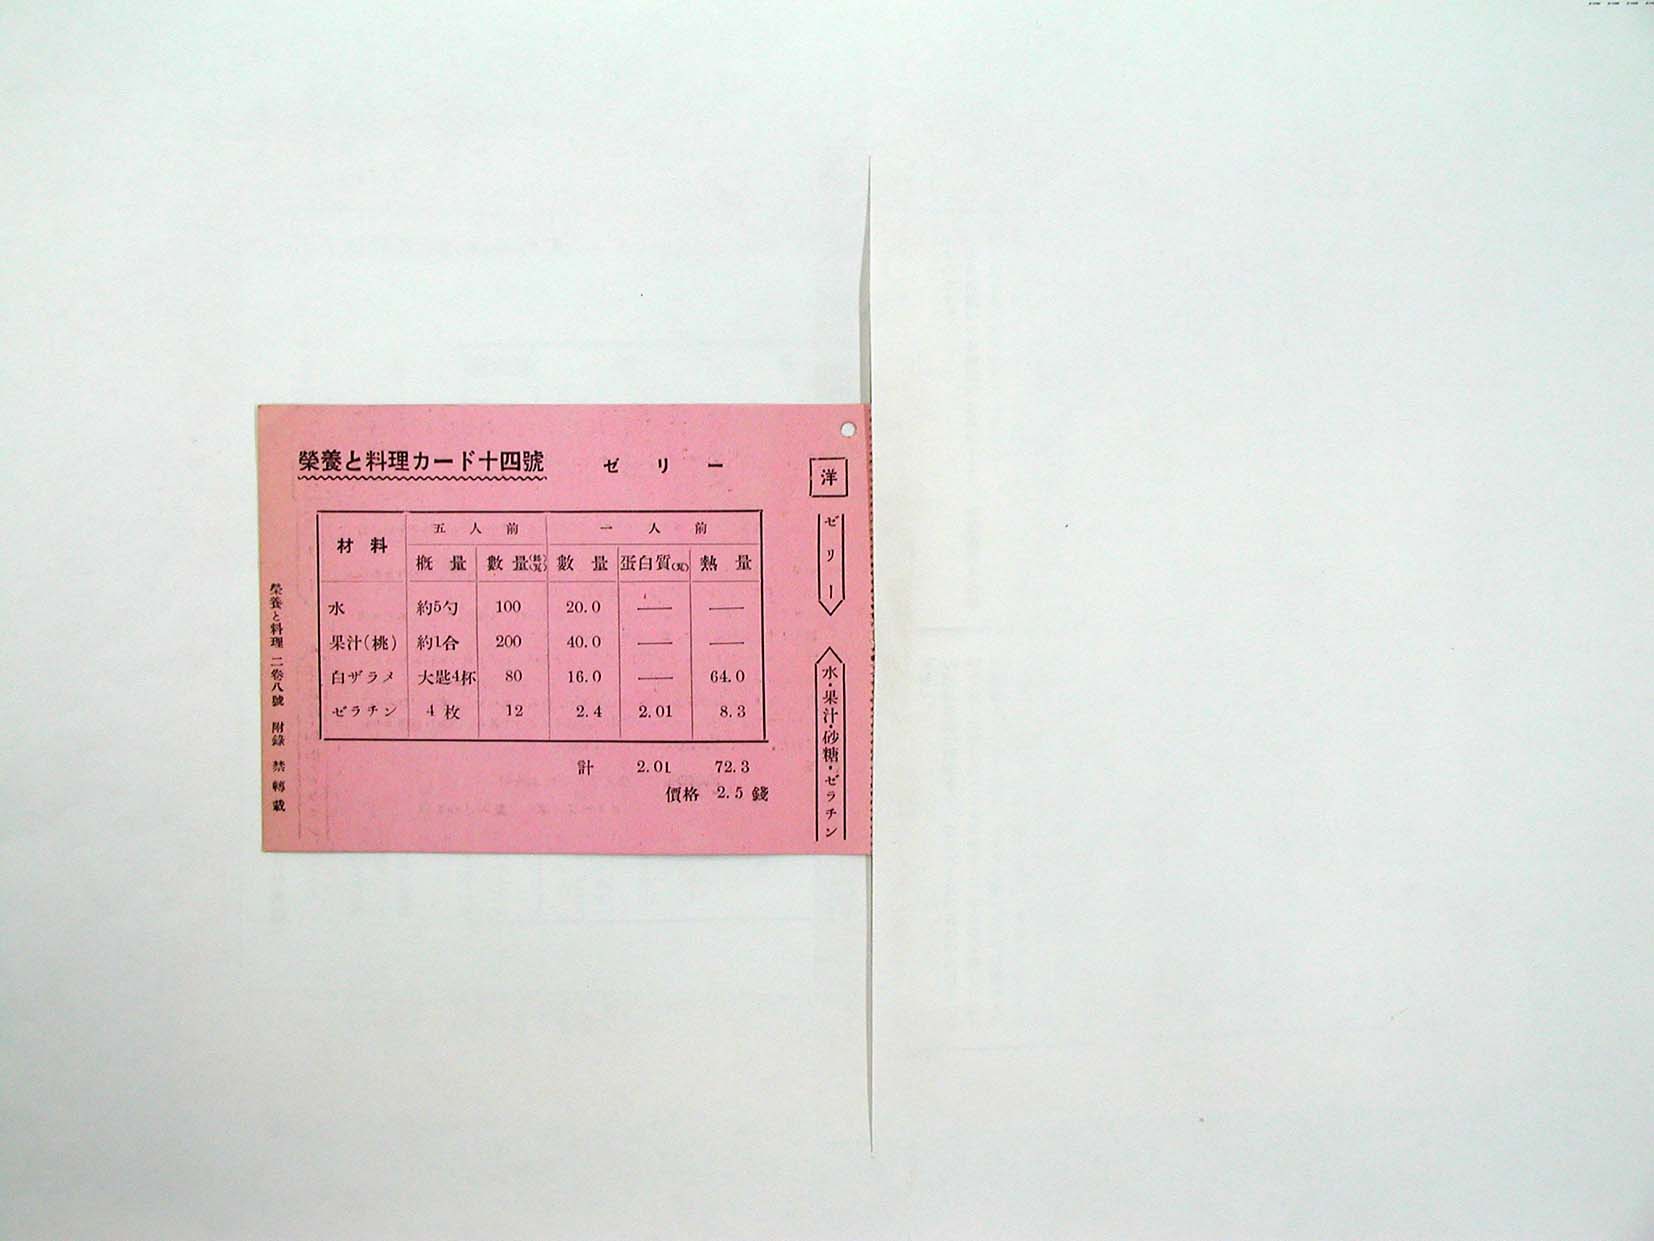 榮養と料理カード十四號 ゼリー
材料 五人前 一人前
概量 數量(瓩瓦) 數量 蛋白質(瓦) 熱量
水 約5勺 100 20.0 — —
果汁(桃) 約1合 200 40.0 — —
白ザラメ 大匙4杯 80 16.0 — 64.0
ゼラチン 4枚 12 2.4 2.01 8.3
計 2.01 72.3
價格 2.5錢
洋
ゼリー
水・果汁・砂糖・ゼラチン
榮養と料理 二卷八號 附錄 禁轉載